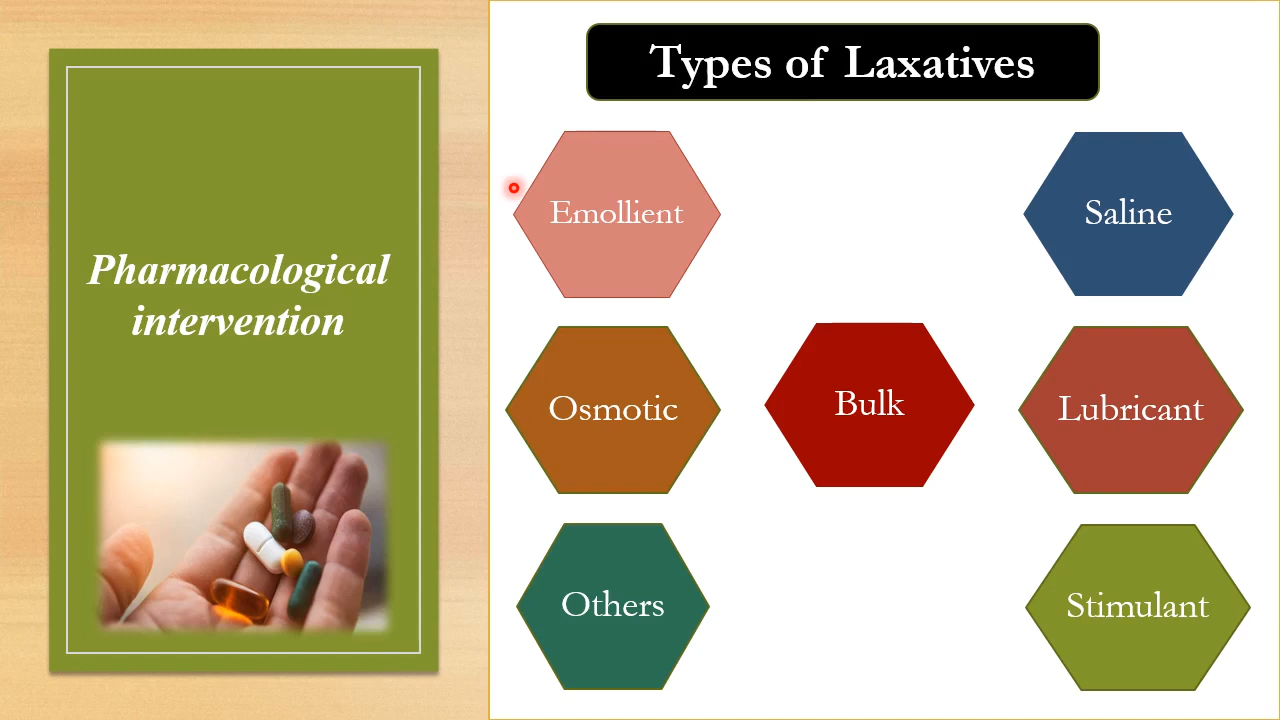 Pharmacological
intervention
Types of Laxatives
Emollient
Saline
Osmotic
Bulk
Lubricant
Others
Stimulant